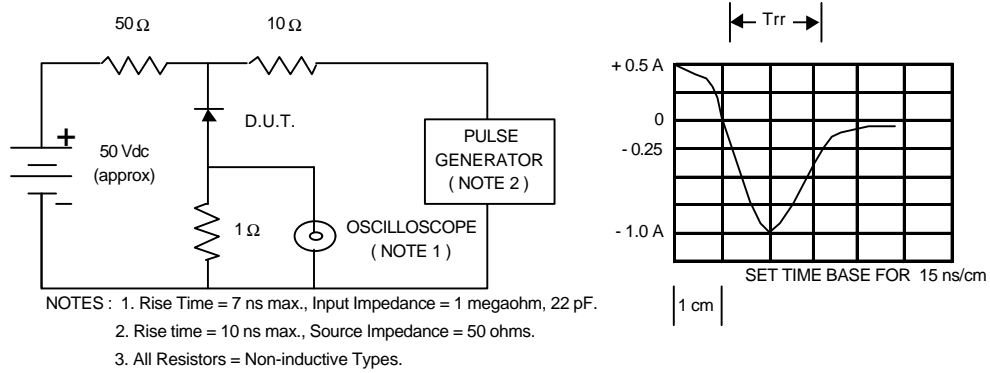 50 Ω
10 Ω
Trr
+ 0.5 A
D.U.T.
0
+
50 Vdc
(approx)
−
PULSE
GENERATOR
( NOTE 2 )
- 0.25
1 Ω
OSCILLOSCOPE
( NOTE 1 )
- 1.0 A
SET TIME BASE FOR 15 ns/cm
1 cm
NOTES : 1. Rise Time = 7 ns max., Input Impedance = 1 megaohm, 22 pF.
2. Rise time = 10 ns max., Source Impedance = 50 ohms.
3. All Resistors = Non-inductive Types.